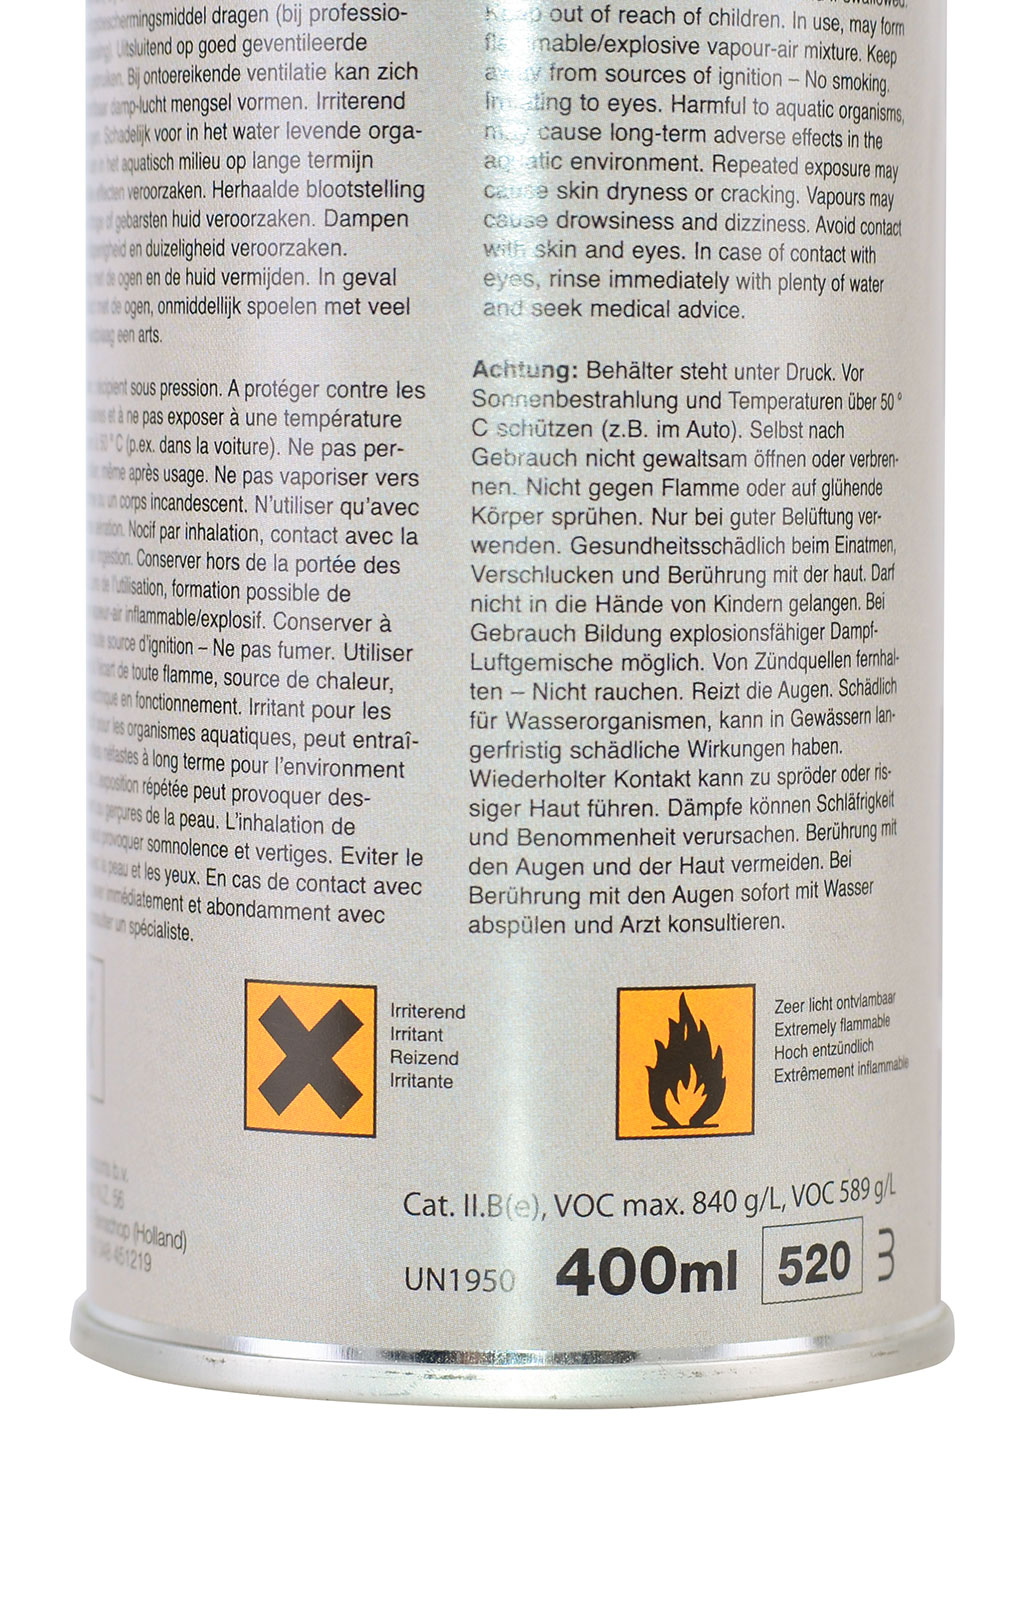 dragen (bij professio-
Uitsluitend op goed geventileerde
Bij ontoereikende ventilatie kan zich
damp-lucht mengsel vormen. Irriterend
Schadelijk voor in het water levende orga-
in het aquatisch milieu op lange termijn
effecten veroorzaken. Herhaalde blootstelling
of gebarsten huid veroorzaken. Dampen
en duizeligheid veroorzaken.
de ogen en de huid vermijden. In geval
met de ogen, onmiddellijk spoelen met veel
een arts.
sous pression. A protéger contre les
et à ne pas exposer à une température
à 50 °C (p.ex. dans la voiture). Ne pas per-
même après usage. Ne pas vaporiser vers
ou un corps incandescent. N'utiliser qu'avec
Nocif par inhalation, contact avec la
Conserver hors de la portée des
de l'utilisation, formation possible de
inflammable/explosif. Conserver à
source d'ignition – Ne pas fumer. Utiliser
de toute flamme, source de chaleur,
en fonctionnement. Irritant pour les
les organismes aquatiques, peut entraî-
néfastes à long terme pour l'environment
répétée peut provoquer des-
gerçures de la peau. L'inhalation de
provoquer somnolence et vertiges. Eviter le
peau et les yeux. En cas de contact avec
immédiatement et abondamment avec
un spécialiste.
Keep out of reach of children. In use, may form
flammable/explosive vapour-air mixture. Keep
away from sources of ignition – No smoking.
Irritating to eyes. Harmful to aquatic organisms,
may cause long-term adverse effects in the
aquatic environment. Repeated exposure may
cause skin dryness or cracking. Vapours may
cause drowsiness and dizziness. Avoid contact
with skin and eyes. In case of contact with
eyes, rinse immediately with plenty of water
and seek medical advice.
Achtung: Behälter steht unter Druck. Vor
Sonnenbestrahlung und Temperaturen über 50 °
C schützen (z.B. im Auto). Selbst nach
Gebrauch nicht gewaltsam öffnen oder verbren-
nen. Nicht gegen Flamme oder auf glühende
Körper sprühen. Nur bei guter Belüftung ver-
wenden. Gesundheitsschädlich beim Einatmen,
Verschlucken und Berührung mit der haut. Darf
nicht in die Hände von Kindern gelangen. Bei
Gebrauch Bildung explosionsfähiger Dampf-
Luftgemische möglich. Von Zündquellen fernhal-
ten – Nicht rauchen. Reizt die Augen. Schädlich
für Wasserorganismen, kann in Gewässern lan-
gerfristig schädliche Wirkungen haben.
Wiederholter Kontakt kann zu spröder oder ris-
siger Haut führen. Dämpfe können Schläfrigkeit
und Benommenheit verursachen. Berührung mit
den Augen und der Haut vermeiden. Bei
Berührung mit den Augen sofort mit Wasser
abspülen und Arzt konsultieren.
Irriterend
Irritant
Reizend
Irritante
Zeer licht ontvlambaar
Extremely flammable
Hoch entzündlich
Extrêmement inflammable
b.v.
56
(Holland)
451219
Cat. II.B(e), VOC max. 840 g/L, VOC 589 g/L
UN1950 400ml 520 3